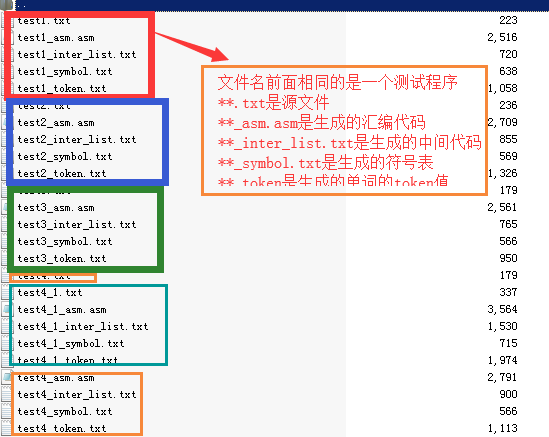 ..
test1.txt 223
test1_asm.asm 2,516
test1_inter_list.txt 720
test1_symbol.txt 638
test1_token.txt 1,058
test2.txt 236
test2_asm.asm 2,709
test2_inter_list.txt 855
test2_symbol.txt 569
test2_token.txt 1,326
179
test3_asm.asm 2,561
test3_inter_list.txt 765
test3_symbol.txt 566
test3_token.txt 950
test4.txt 179
test4_1.txt 337
test4_1_asm.asm 3,564
test4_1_inter_list.txt 1,530
test4_1_symbol.txt 715
test4_1_token.txt 1,974
test4_asm.asm 2,791
test4_inter_list.txt 900
test4_symbol.txt 566
test4_token.txt 1,113
文件名前面相同的是一个测试程序
**.txt是源文件
**_asm.asm是生成的汇编代码
**_inter_list.txt是生成的中间代码
**_symbol.txt是生成的符号表
**_token是生成的单词的token值